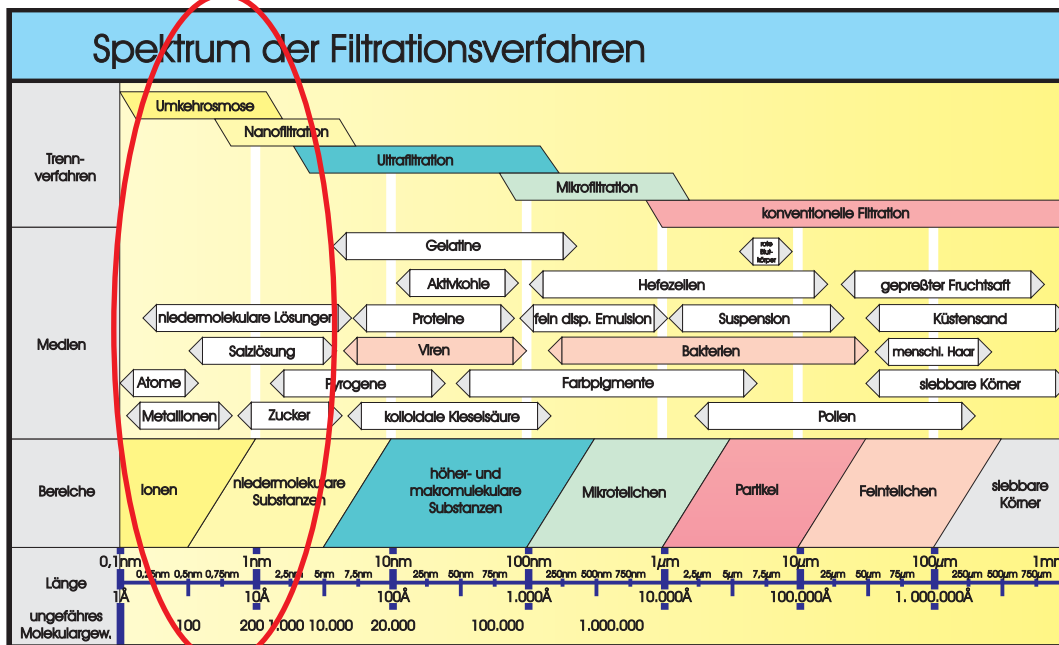 Spektrum der Filtrationsverfahren
Trenn-
verfahren
Umkehrosmose
Nanofiltration
Ultrafiltration
Mikrofiltration
konventionelle Filtration
Medien
Gelatine
rote
Blut-
körper
Aktivkohle
Hefezellen
gepreßter Fruchtsaft
niedermolekulare Lösungen
Proteine
fein disp. Emulsion
Suspension
Küstensand
Salzlösung
Viren
Bakterien
menschl. Haar
Atome
Pyrogene
Farbpigmente
siebbare Körner
Metallionen
Zucker
kolloidale Kieselsäure
Pollen
Bereiche
Ionen
niedermolekulare
Substanzen
höher- und
makromulekulare
Substanzen
Mikroteilchen
Partikel
Feinteilchen
siebbare
Körner
Länge
0,1nm 0,25nm 0,5nm 0,75nm 1nm 2,5nm 5nm 7,5nm 10nm 25nm 50nm 75nm 100nm 250nm 500nm 750nm 1µm 2,5µm 5µm 7,5µm 10µm 25µm 50µm 75µm 100µm 250µm 500µm 750µm 1mm
1Å 10Å 100Å 1.000Å 10.000Å 100.000Å 1. 000.000Å
ungefähres
Molekulargew.
100 200 1.000 10.000 20.000 100.000 1.000.000